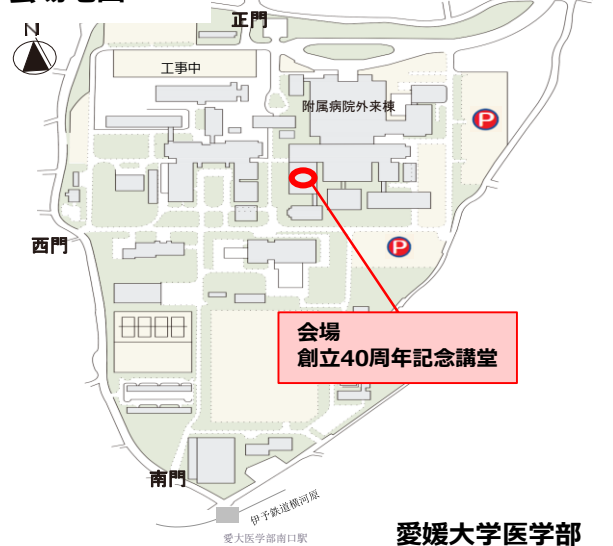 正門
N
工事中
附属病院外来棟
P
西門
P
会場
創立40周年記念講堂
南門
伊予鉄道横河原
愛大医学部南口駅
愛媛大学医学部